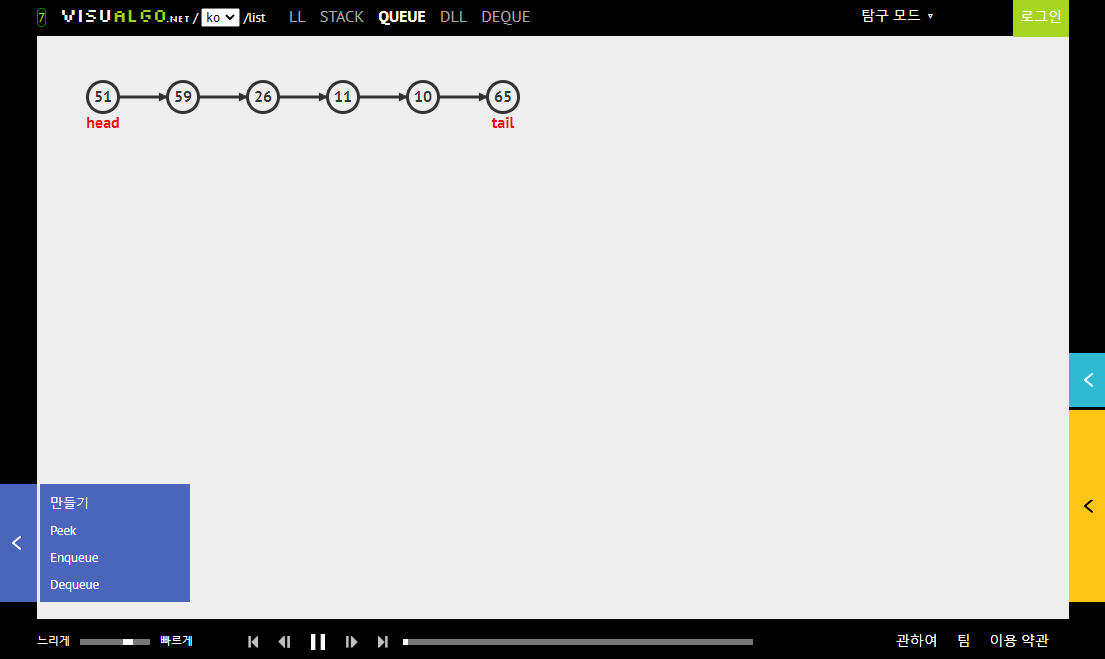 7 VISUALGO.NET / ko /list LL STACK QUEUE DLL DEQUE 탐구 모드 ▿ 로그인
51 59 26 11 10 65
head tail
만들기
Peek
Enqueue
Dequeue
느리게 빠르게 관하여 팀 이용 약관